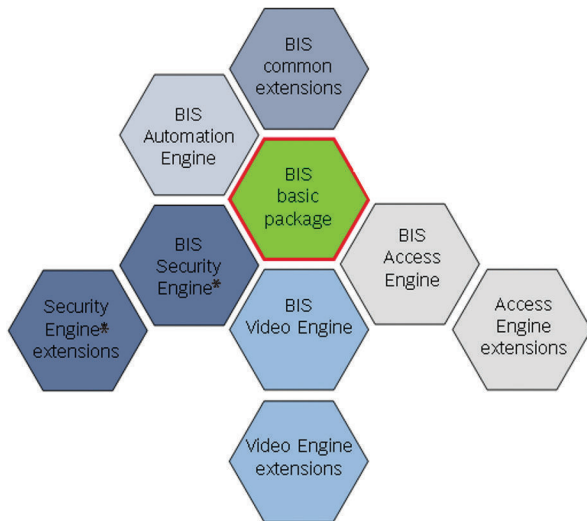 BIS
common
extensions
BIS
Automation
Engine
BIS
basic
package
BIS
Security
Engine*
BIS
Access
Engine
Security
Engine*
extensions
BIS
Video Engine
Access
Engine
extensions
Video Engine
extensions